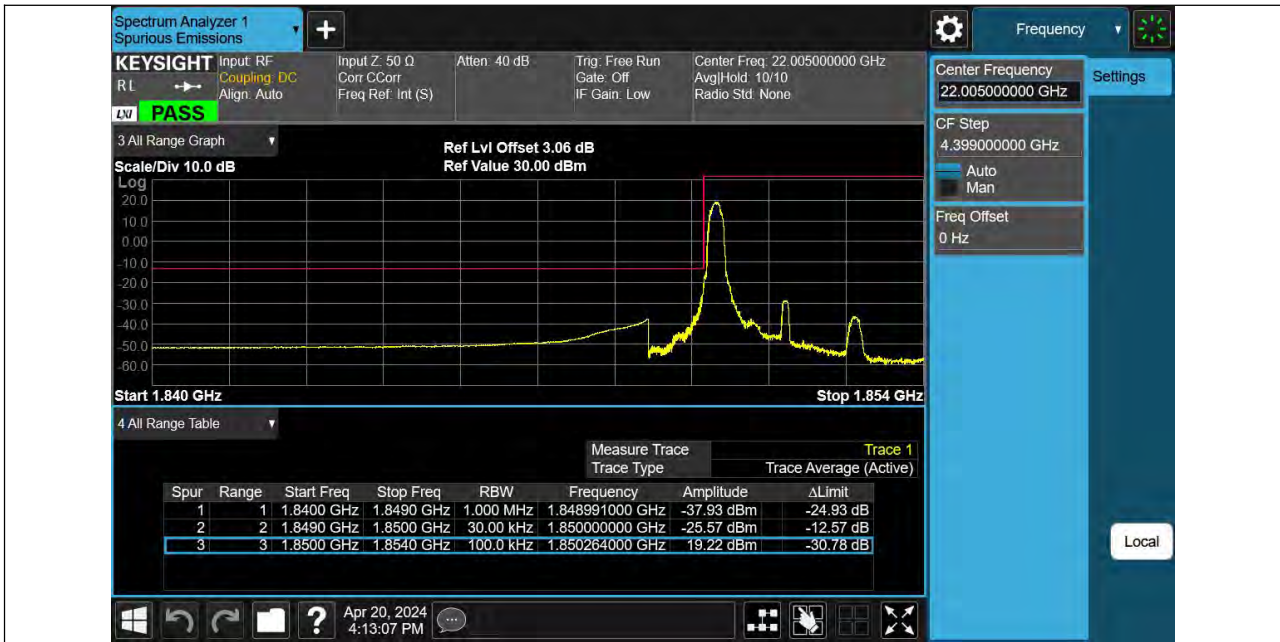 Spectrum Analyzer 1
Spurious Emissions
Frequency
KEYSIGHT Input: RF Input Z: 50 Ω Atten: 40 dB Trig: Free Run Center Freq: 22.005000000 GHz
RL Coupling: DC Corr CCorr Gate: Off Avg|Hold: 10/10
Align: Auto Freq Ref: Int (S) IF Gain: Low Radio Std: None
LXI PASS
3 All Range Graph
Ref Lvl Offset 3.06 dB
Scale/Div 10.0 dB Ref Value 30.00 dBm
Log
20.0
10.0
0.00
-10.0
-20.0
-30.0
-40.0
-50.0
-60.0
Start 1.840 GHz Stop 1.854 GHz
4 All Range Table
Measure Trace Trace 1
Trace Type Trace Average (Active)
Spur Range Start Freq Stop Freq RBW Frequency Amplitude ΔLimit
1 1 1.8400 GHz 1.8490 GHz 1.000 MHz 1.848991000 GHz -37.93 dBm -24.93 dB
2 2 1.8490 GHz 1.8500 GHz 30.00 kHz 1.850000000 GHz -25.57 dBm -12.57 dB
3 3 1.8500 GHz 1.8540 GHz 100.0 kHz 1.850264000 GHz 19.22 dBm -30.78 dB
Center Frequency
22.005000000 GHz
Settings
CF Step
4.399000000 GHz
Auto
Man
Freq Offset
0 Hz
Local
?
Apr 20, 2024
4:13:07 PM